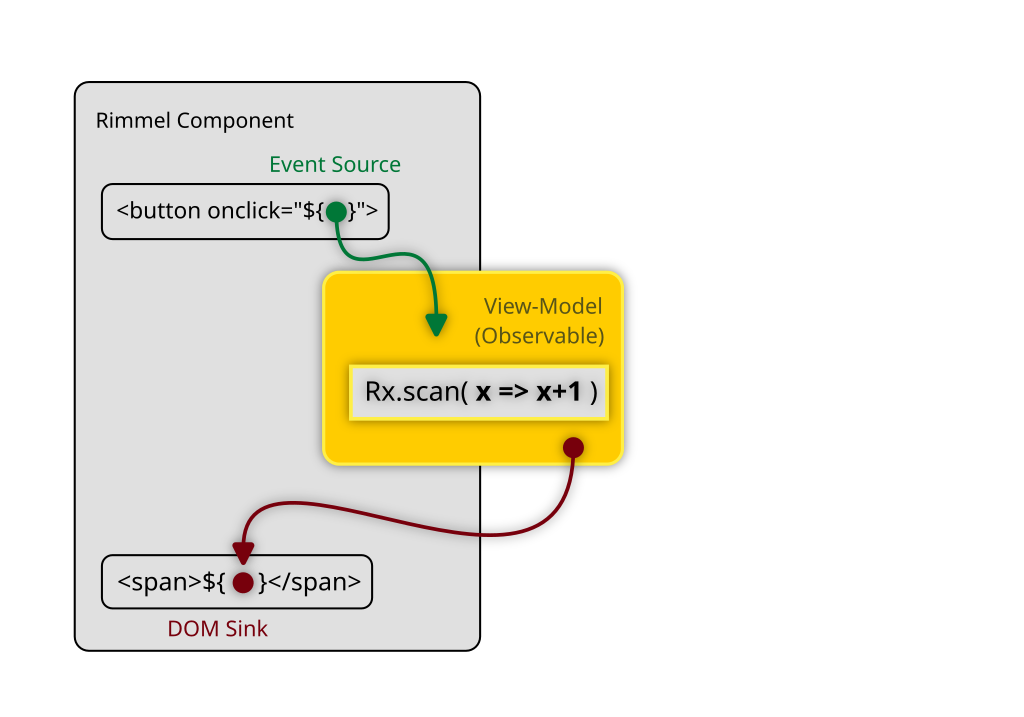 Rimmel Component
Event Source
<button onclick="${ }">
View-Model
(Observable)
Rx.scan( x => x+1 )
<span>${ }</span>
DOM Sink